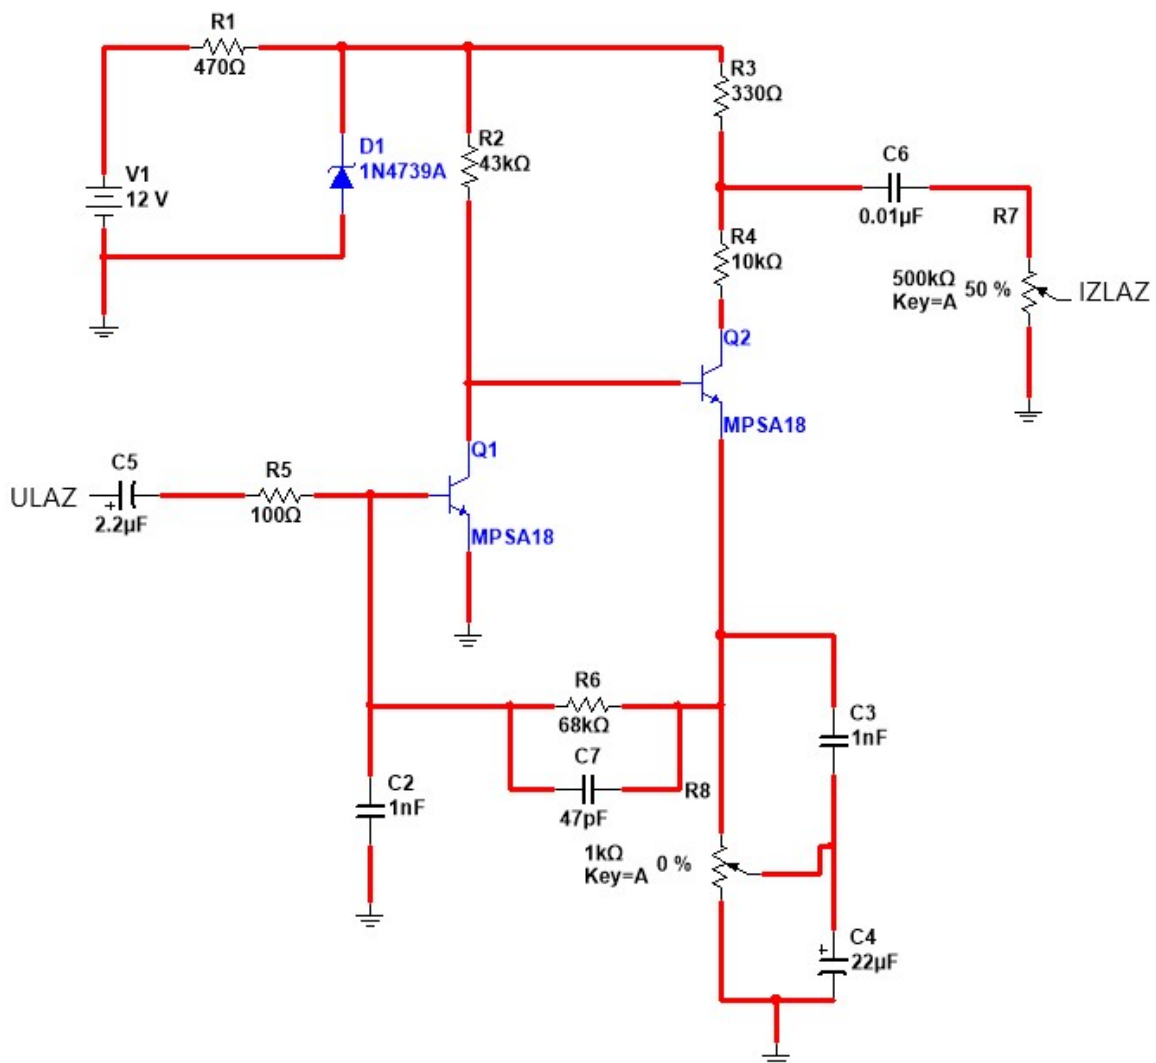 R1
470Ω
R3
330Ω
D1
1N4739A
R2
43kΩ
V1
12 V
C6
0.01µF
R7
R4
10kΩ
500kΩ
Key=A
50 %
IZLAZ
Q2
MPSA18
Q1
C5
R5
ULAZ
+
2.2µF
100Ω
MPSA18
R6
68kΩ
C3
1nF
C7
47pF
R8
C2
1nF
1kΩ
Key=A
0 %
+
C4
22µF